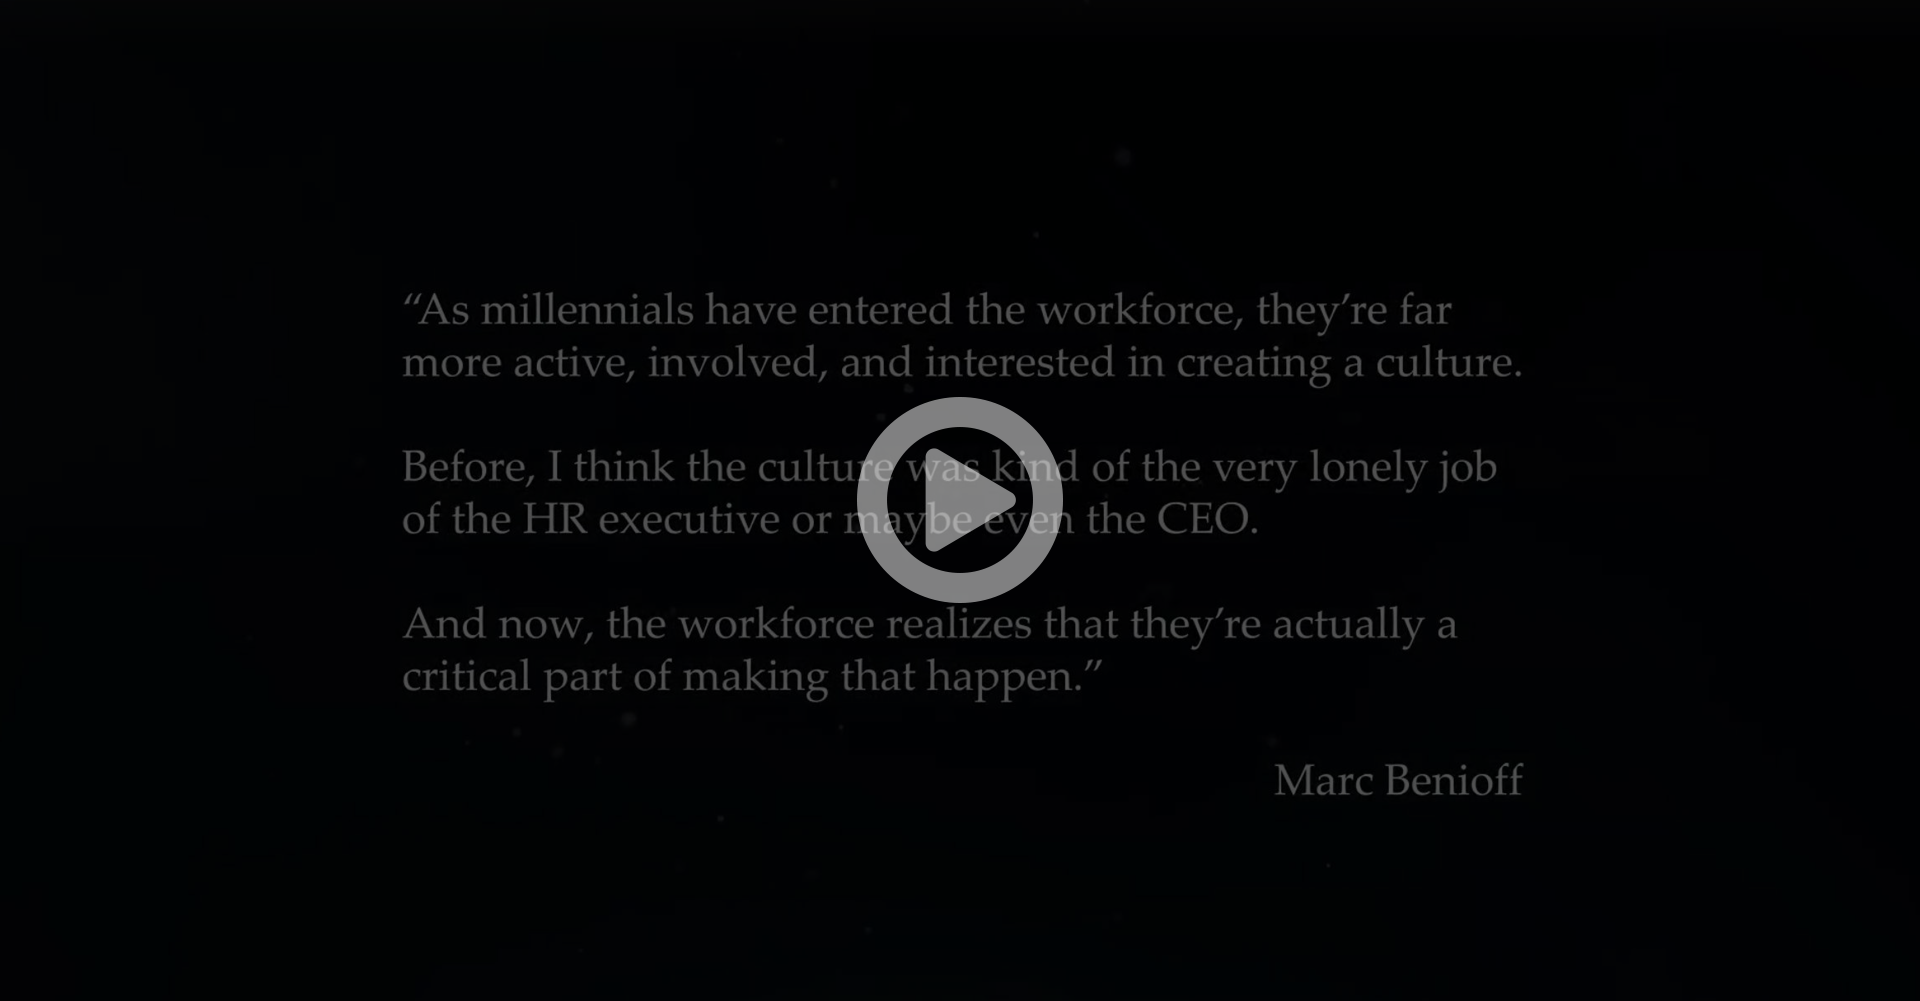 “As millennials have entered the workforce, they’re far
more active, involved, and interested in creating a culture.
Before, I think the culture was kind of the very lonely job
of the HR executive or maybe even the CEO.
And now, the workforce realizes that they’re actually a
critical part of making that happen.”
Marc Benioff